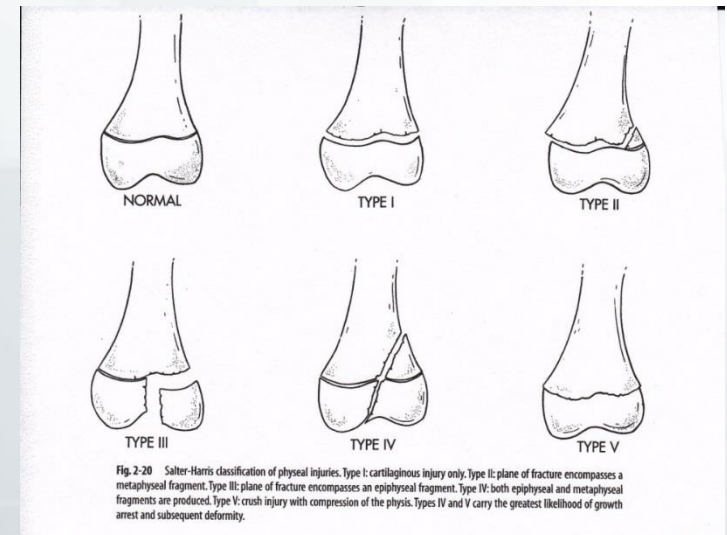 NORMAL
TYPE I
TYPE II
TYPE III
TYPE IV
TYPE V
Fig. 2-20 Salter-Harris classification of physeal injuries. Type I: cartilaginous injury only. Type II: plane of fracture encompasses a
metaphyseal fragment. Type III: plane of fracture encompasses an epiphyseal fragment. Type IV: both epiphyseal and metaphyseal
fragments are produced. Type V: crush injury with compression of the physis. Types IV and V carry the greatest likelihood of growth
arrest and subsequent deformity.